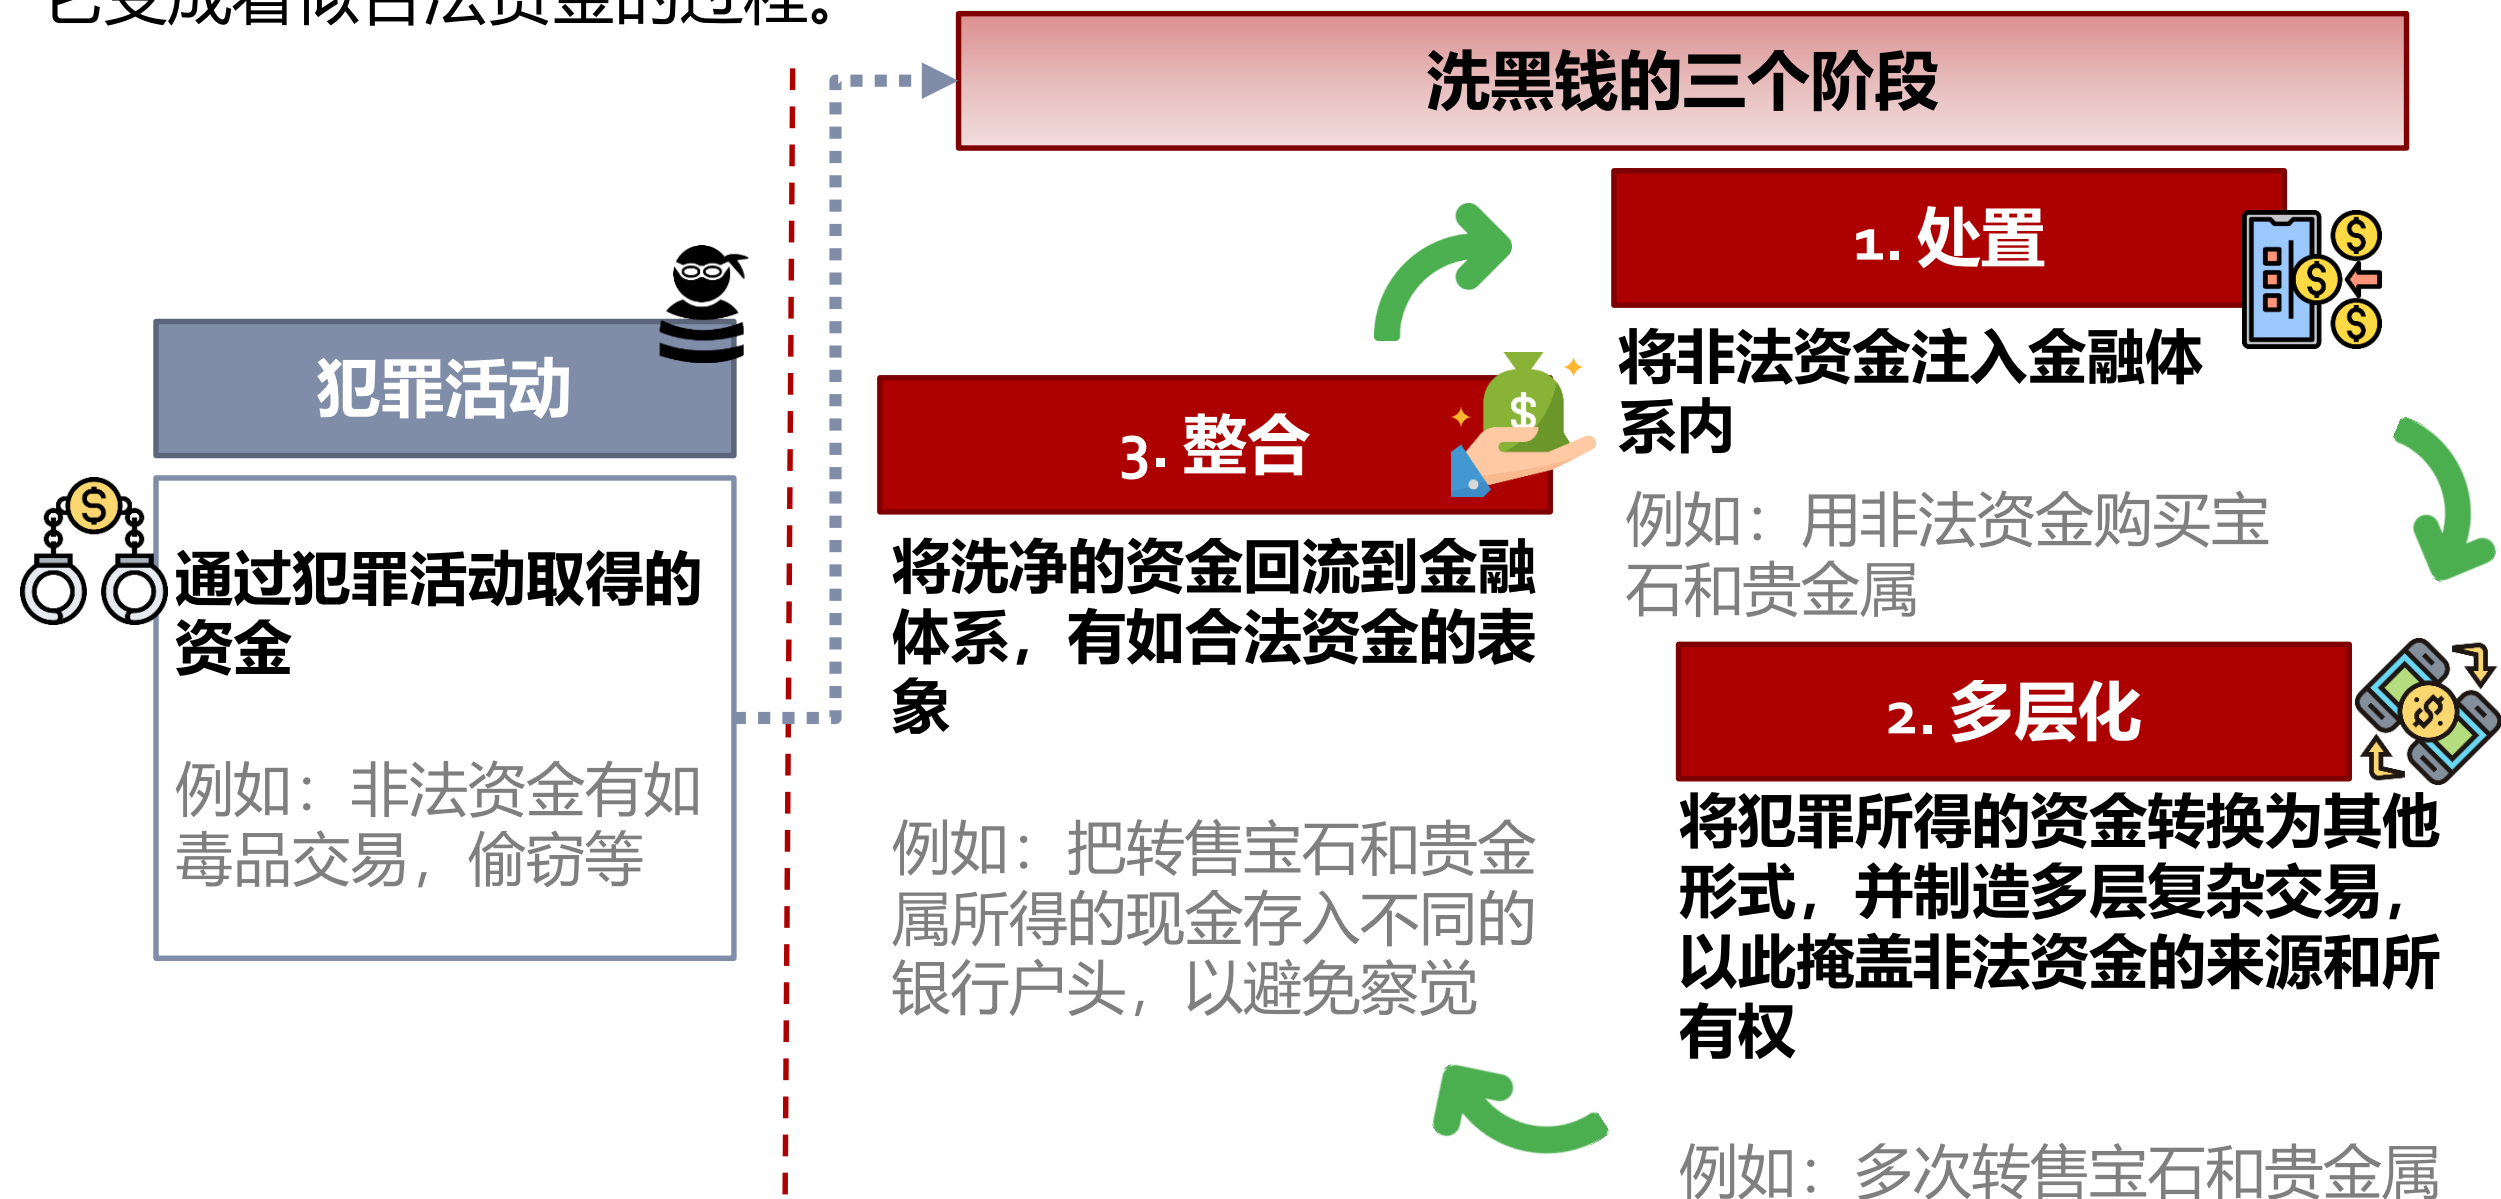 洗黑钱的三个阶段
犯罪活动
通过犯罪活动取得的
资金
例如：非法资金有如
毒品交易，偷窃等
1. 处置
将非法资金注入金融体
系内
例如：用非法资金购买宝
石和贵金属
2. 多层化
将犯罪所得的资金转换为其他
形式，并制造多层复杂交易，
以此掩盖非法资金的来源和所
有权
例如：多次转售宝石和贵金属
3. 整合
将洗净的资金回流到金融
体系，有如合法资金的表
象
例如：把转售宝石和贵金
属所得的现金存入不同的
银行户头，以避免察觉